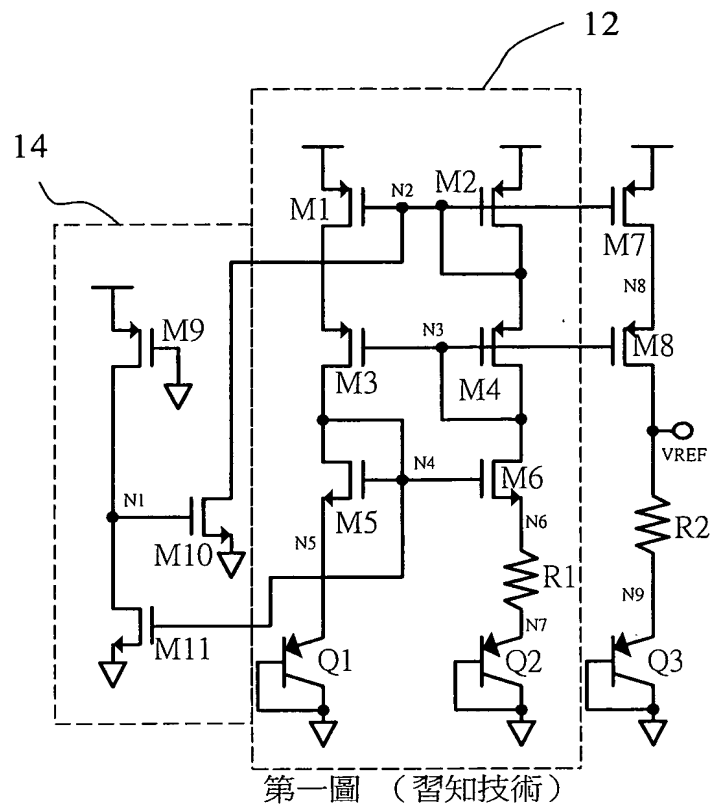 12
14
M1
N2
M2
M7
N8
M9
M3
N3
M4
M8
VREF
N1
M10
M5
N4
M6
N5
N6
R1
R2
M11
N7
N9
Q1
Q2
Q3
第一圖 （習知技術）